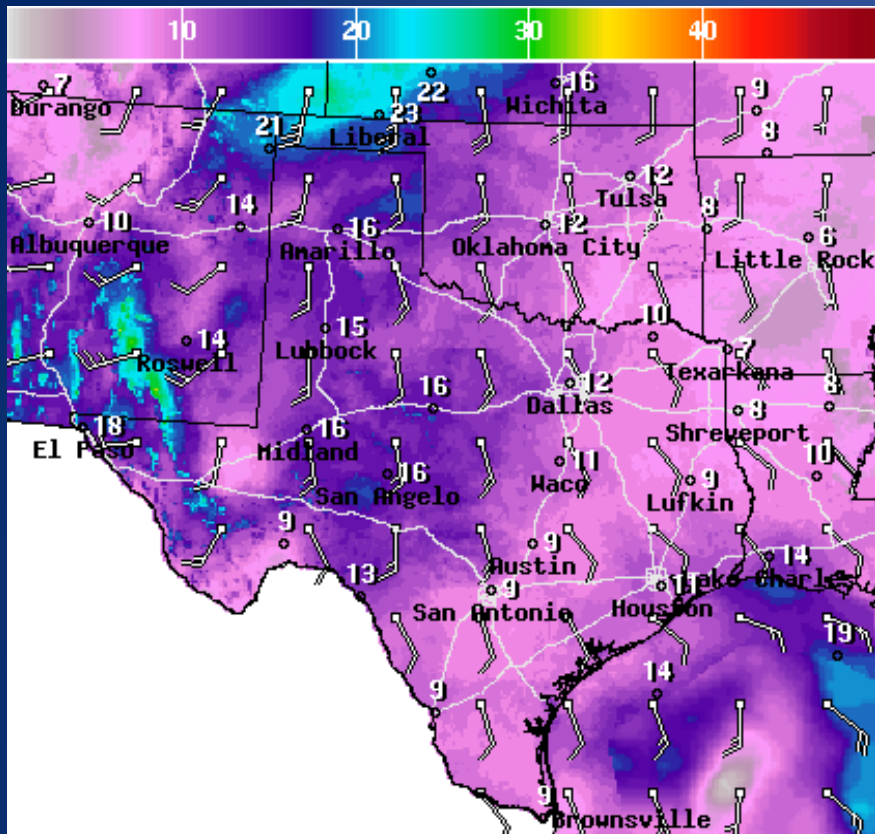 10 20 30 40
22
7 16 9
Durango Wichita
23
Liberal
21 8
12
Tulsa
10 14 16 12 8 6
Albuquerque Amarillo Oklahoma City Little Rock
15 10
14
Roswell Lubbock 7
Texarkana
12
16 8 8
Dallas
18 16 Shreveport
El Paso Midland
16 11 9 10
San Angelo Waco Lufkin
9 9 14
Austin Lake Charles
13 9 11
San Antonio Houston
19
14
9
9
Brownsville